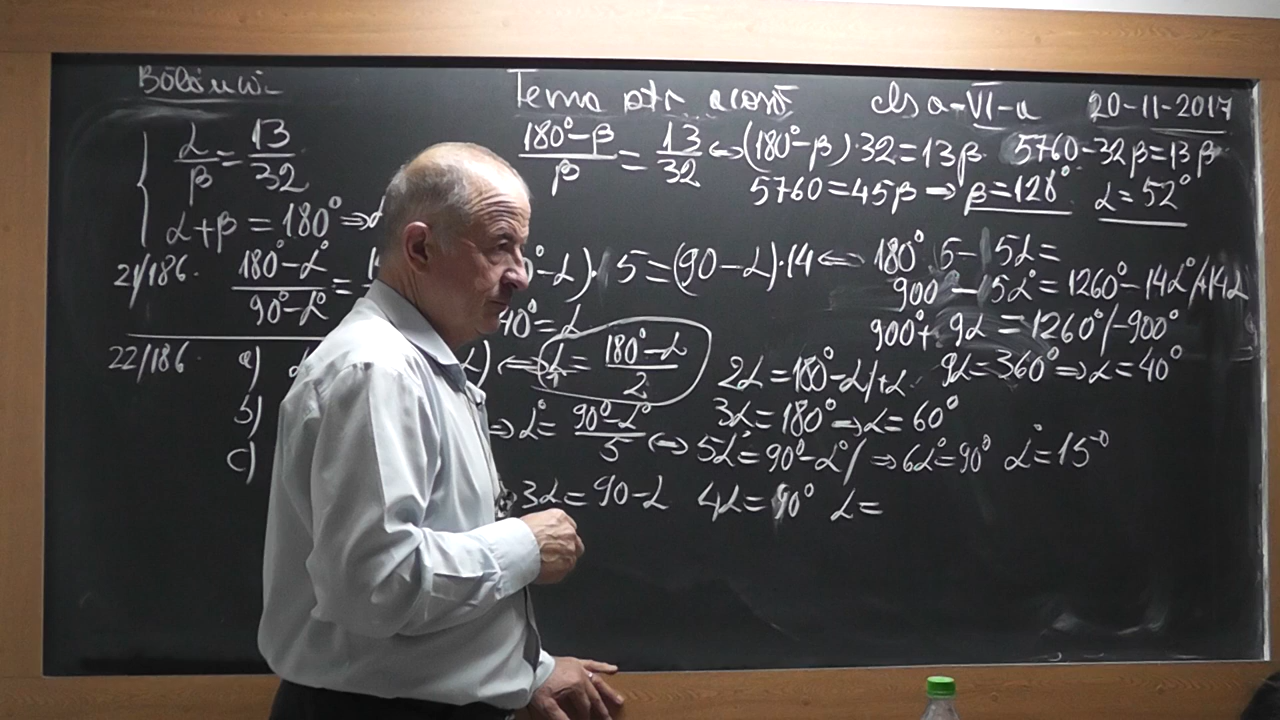 Tema ptr acasă cls a-VI-a 20-11-2017
α/β = 13/32
(180°-β)/β = 13/32 ⇔ (180°-β)·32 = 13β 5760-32β = 13β
α+β = 180° ⇒
5760 = 45β ⇒ β = 128° α = 52°
21/186. (180°-α°)/(90°-α°) =
-α)· 5 = (90-α)·14 ⇔ 180° 5 - 5α =
900° - 5α° = 1260° - 14α° /+14α
40° = α
900° + 9α = 1260° /-900°
22/186. a) α) ⇔ α = (180°-α)/2 2α = 180°-α/+α 9α = 360° ⇒ α = 40°
b) 3α = 180° ⇒ α = 60°
c) ⇒ α° = (90°-α°)/5 ⇔ 5α° = 90°-α°/ ⇒ 6α = 90° α° = 15°
3α = 90-α 4α = 90° α =